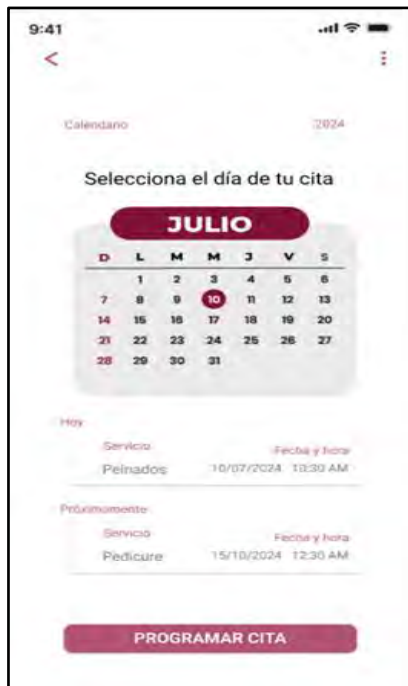 9:41
<
Calendario 2024
Selecciona el día de tu cita
JULIO
D L M M J V S
1 2 3 4 5 6
7 8 9 10 11 12 13
14 15 16 17 18 19 20
21 22 23 24 25 26 27
28 29 30 31
Hoy
Servicio Fecha y hora
Peinados 10/07/2024 10:30 AM
Próximamente
Servicio Fecha y hora
Pedicure 15/10/2024 12:30 AM
PROGRAMAR CITA